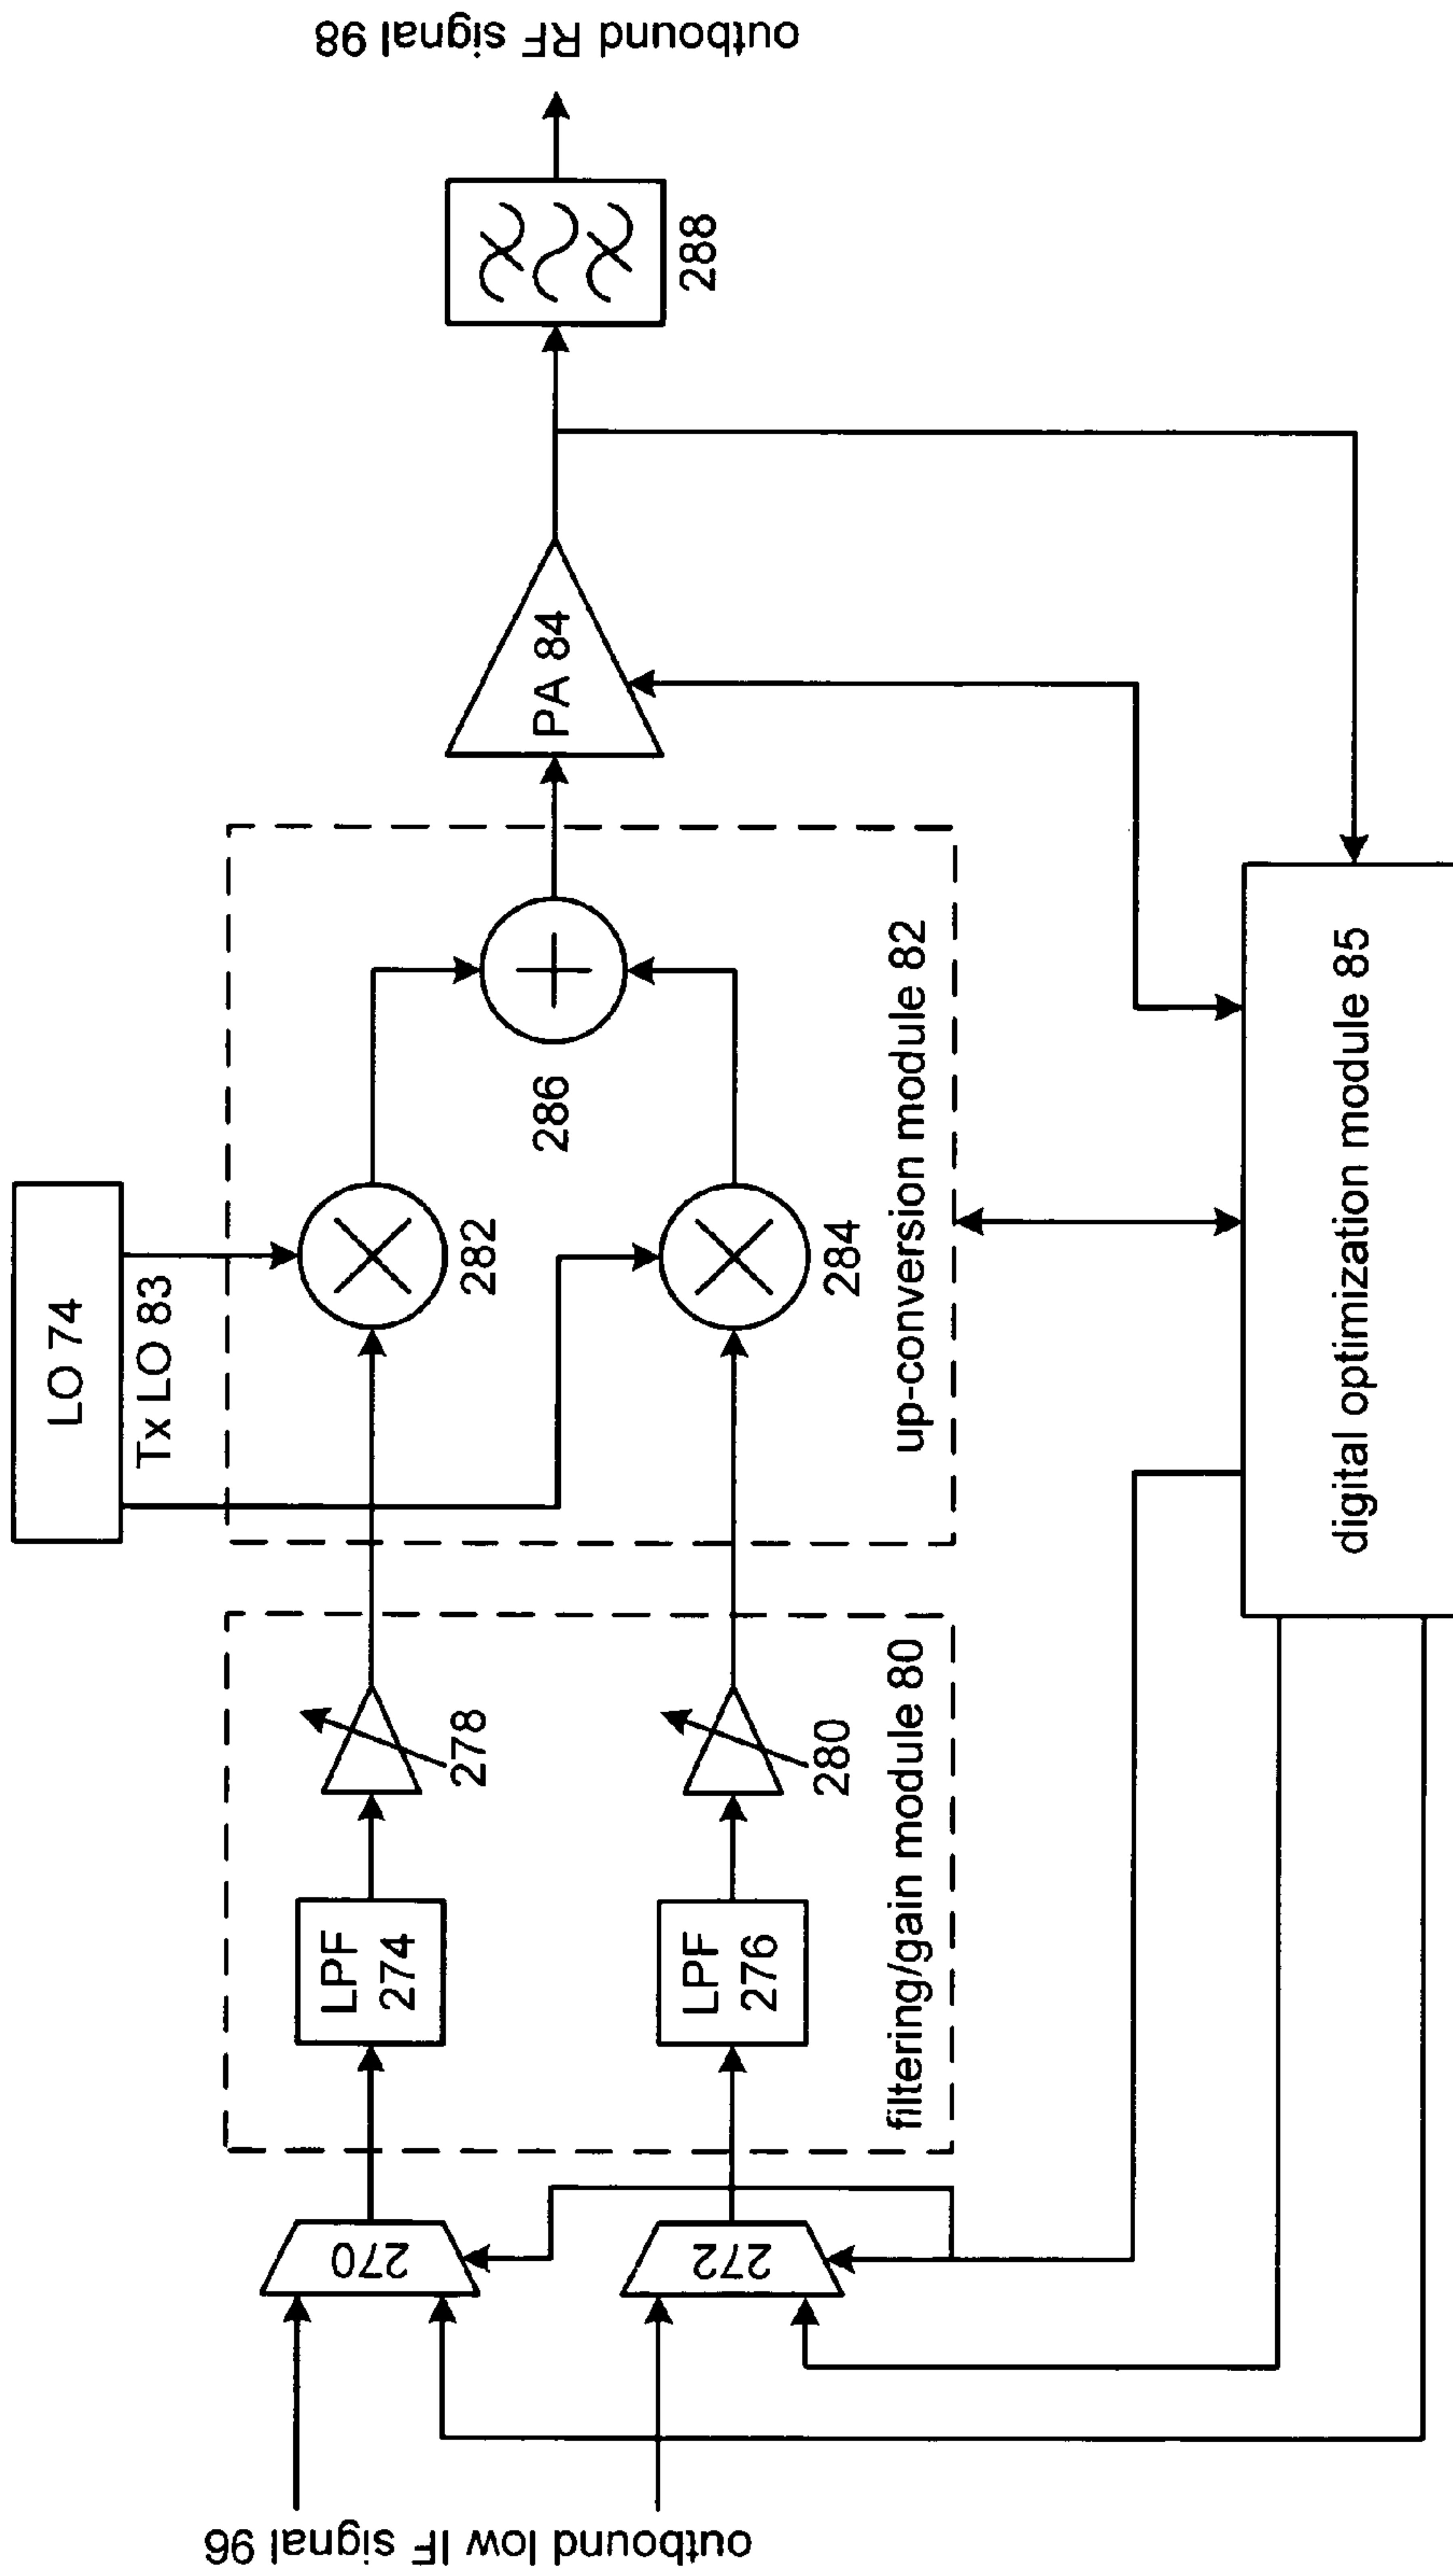 outbound low IF signal 96
270
272
LPF
274
LPF
276
278
280
filtering/gain module 80
LO 74
Tx LO 83
282
284
286
up-conversion module 82
PA 84
288
outbound RF signal 98
digital optimization module 85